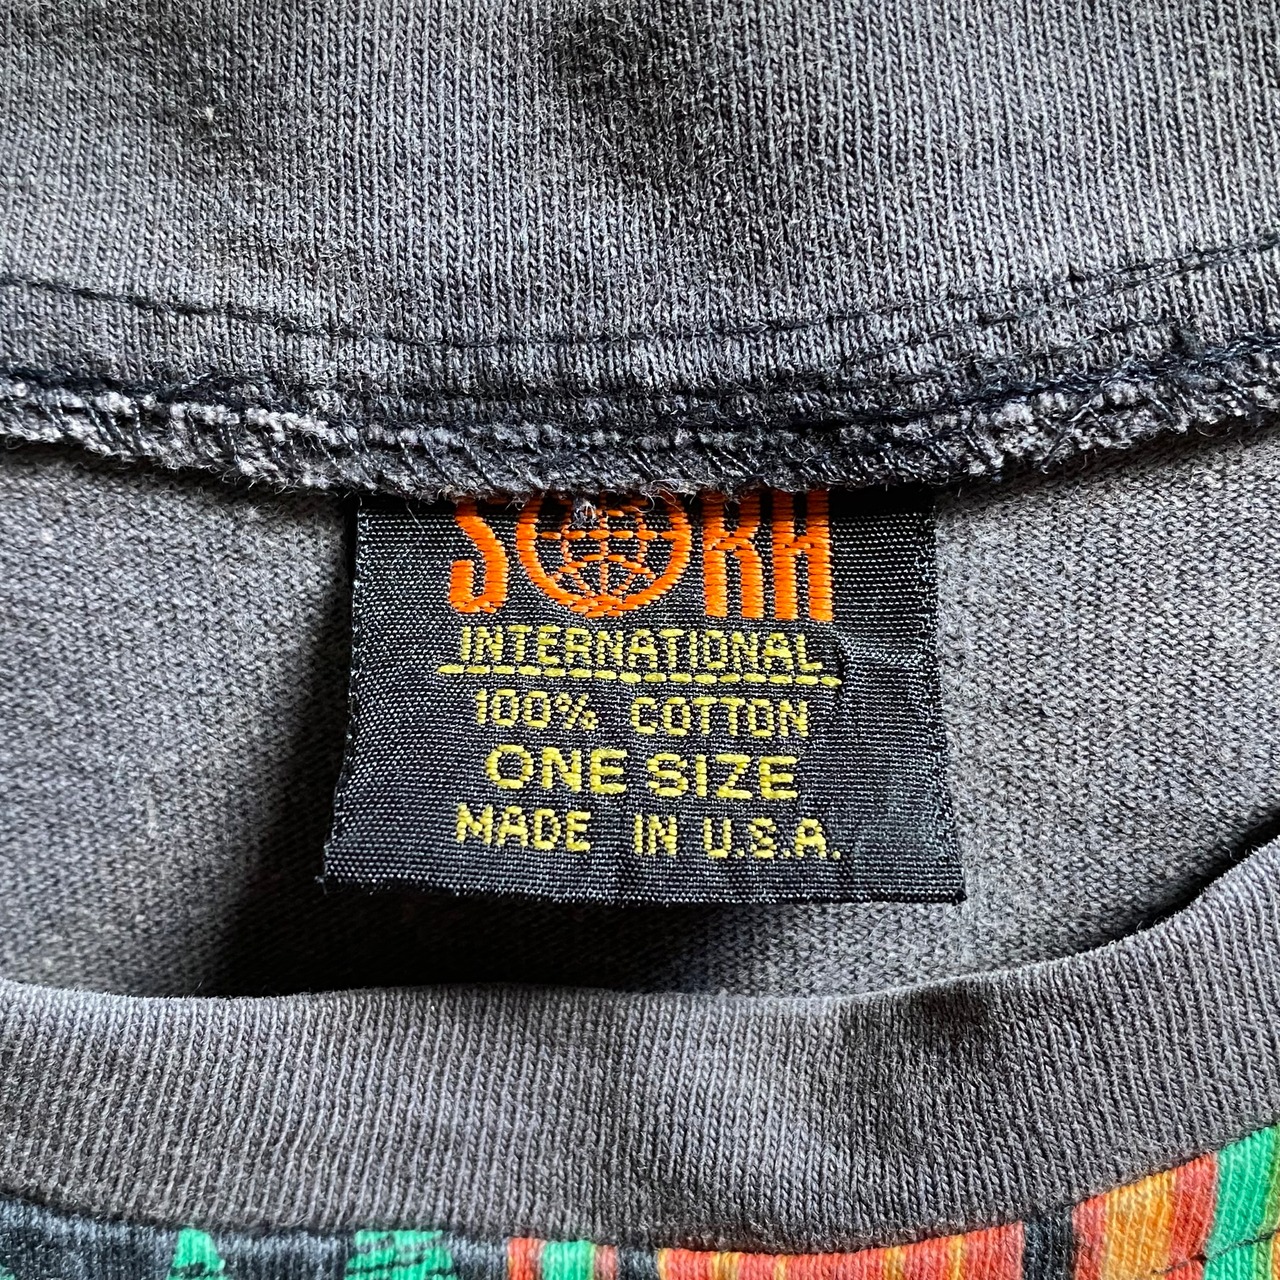 INTERNATIONAL
100% COTTON
ONE SIZE
MADE IN U.S.A.